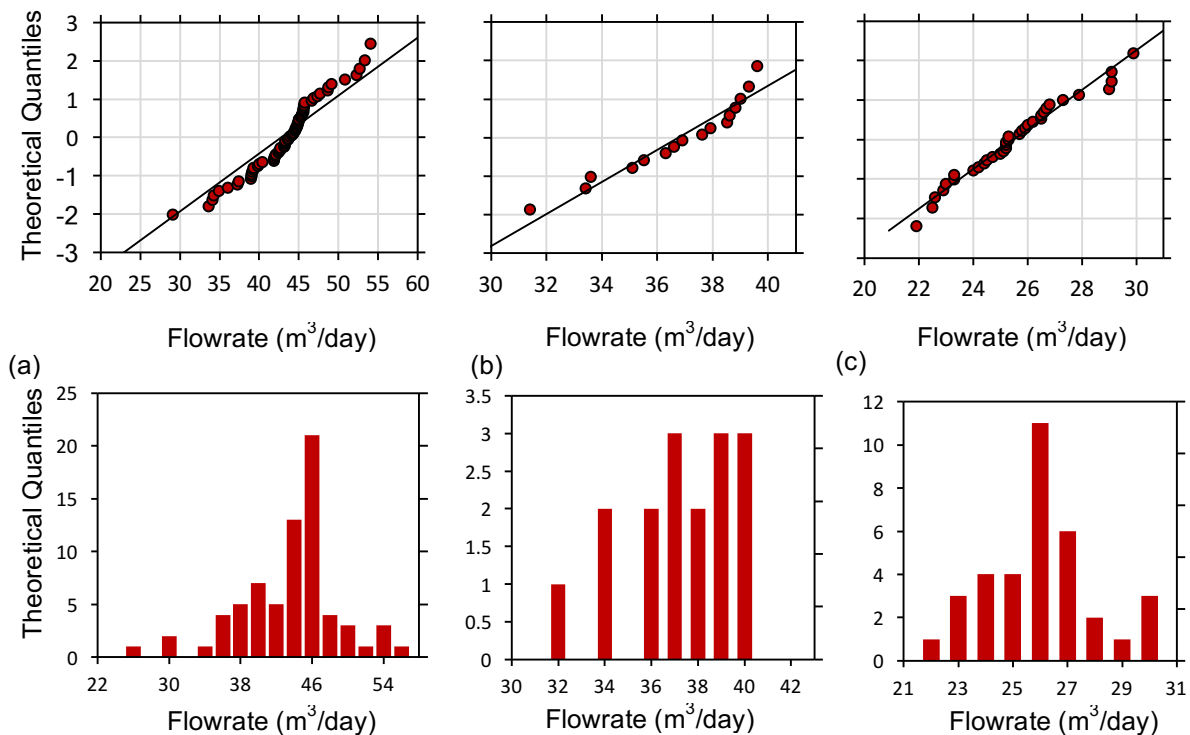 Theoretical Quantiles
3
2
1
0
-1
-2
-3
20 25 30 35 40 45 50 55 60
Flowrate (m³/day)
30 32 34 36 38 40
Flowrate (m³/day)
20 22 24 26 28 30
Flowrate (m³/day)
(a)
(b)
(c)
Theoretical Quantiles
25
20
15
10
5
0
22 30 38 46 54
Flowrate (m³/day)
3.5
3
2.5
2
1.5
1
0.5
0
30 32 34 36 38 40 42
Flowrate (m³/day)
12
10
8
6
4
2
0
21 23 25 27 29 31
Flowrate (m³/day)